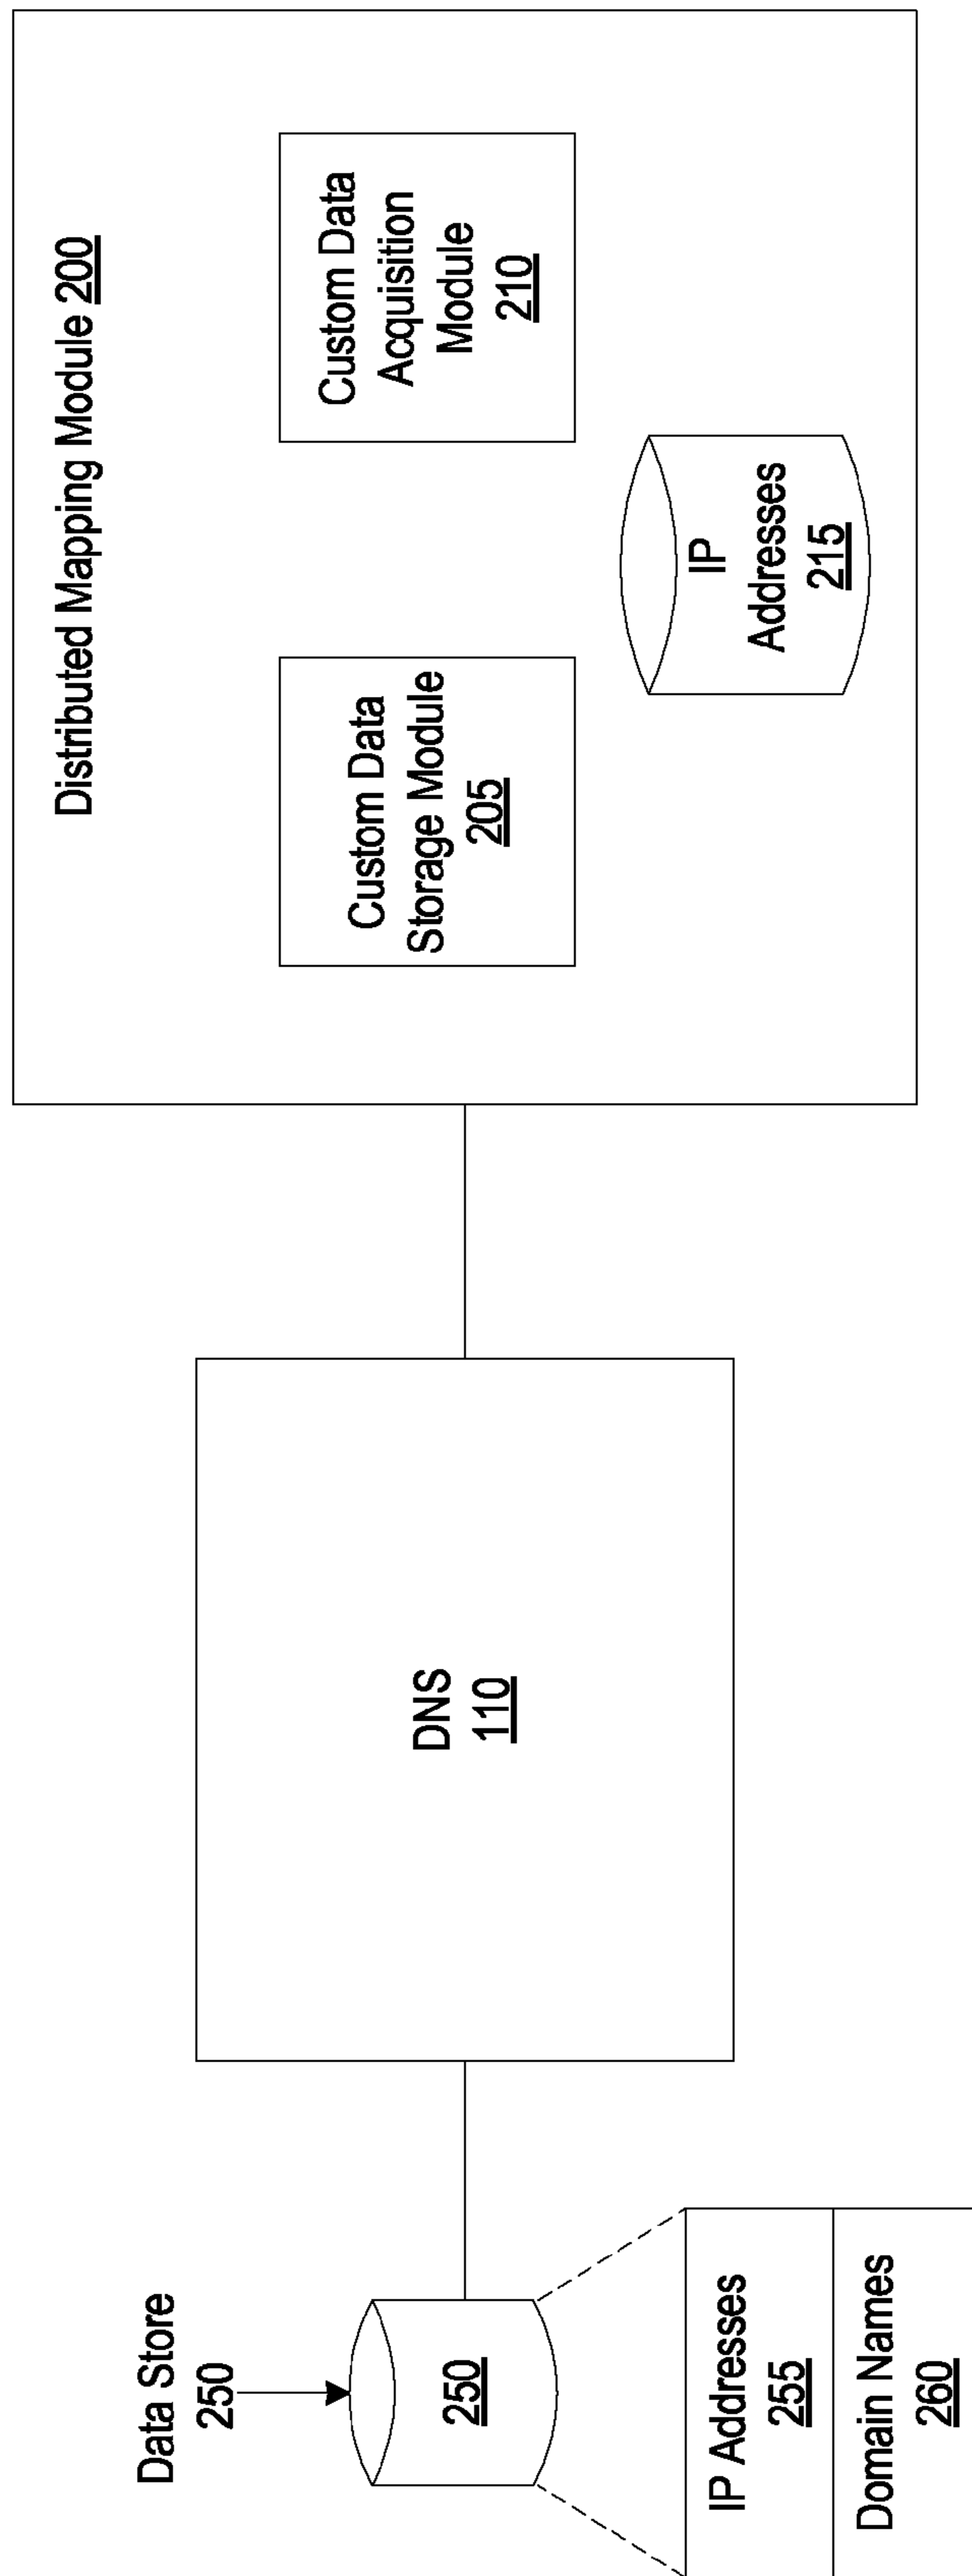 Data Store
250
250
IP Addresses
255
Domain Names
260
DNS
110
Distributed Mapping Module 200
Custom Data
Storage Module
205
Custom Data
Acquisition
Module
210
IP
Addresses
215